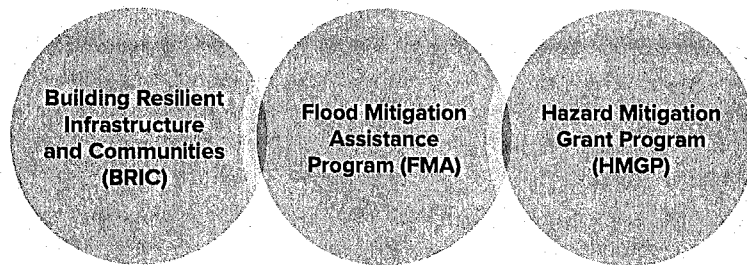 Building Resilient
Infrastructure
and Communities
(BRIC)
Flood Mitigation
Assistance
Program (FMA)
Hazard Mitigation
Grant Program
(HMGP)